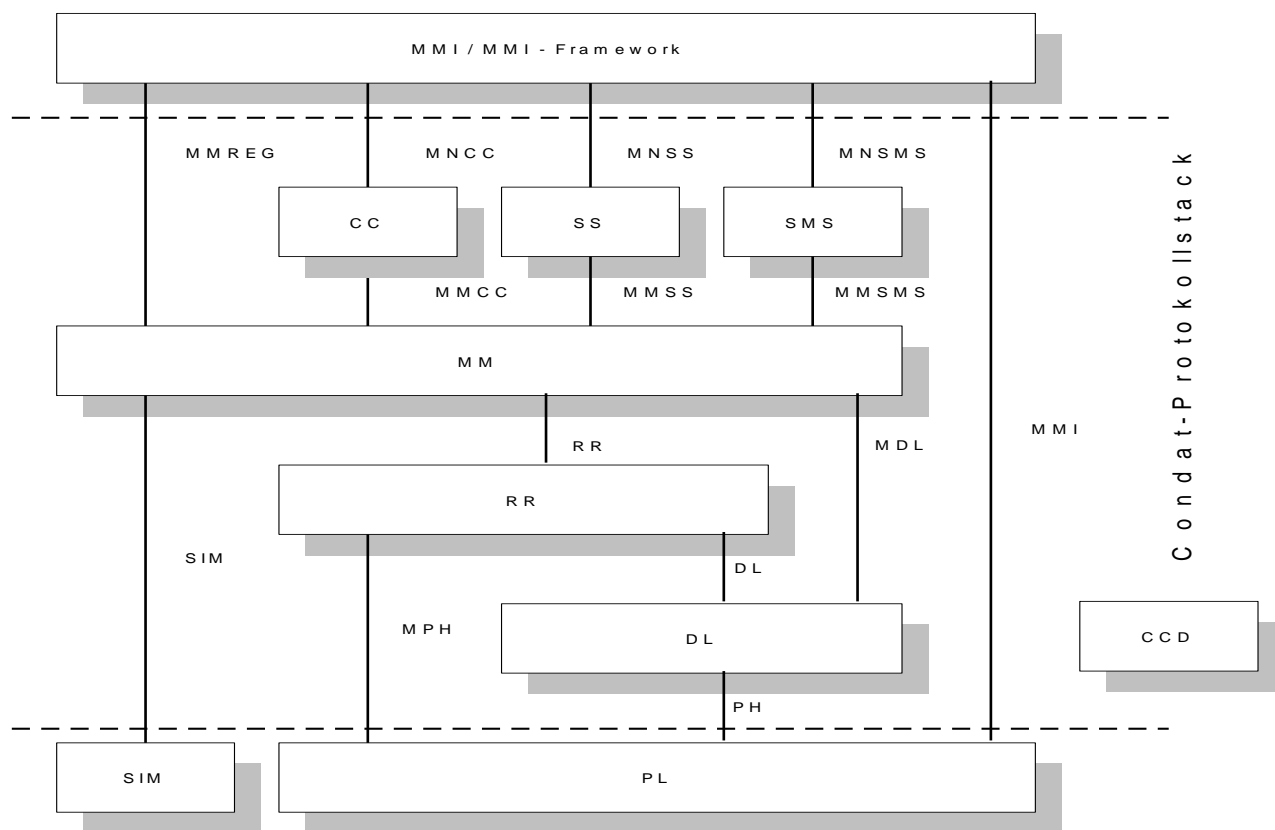 MMI/MMI-Framework
MMREG
MNCC
MNSS
MNSMS
CC
SS
SMS
MMCC
MMSS
MMSMS
MM
RR
MDL
MMI
RR
SIM
DL
MPH
DL
CCD
PH
SIM
PL
Condat-Protokollstack